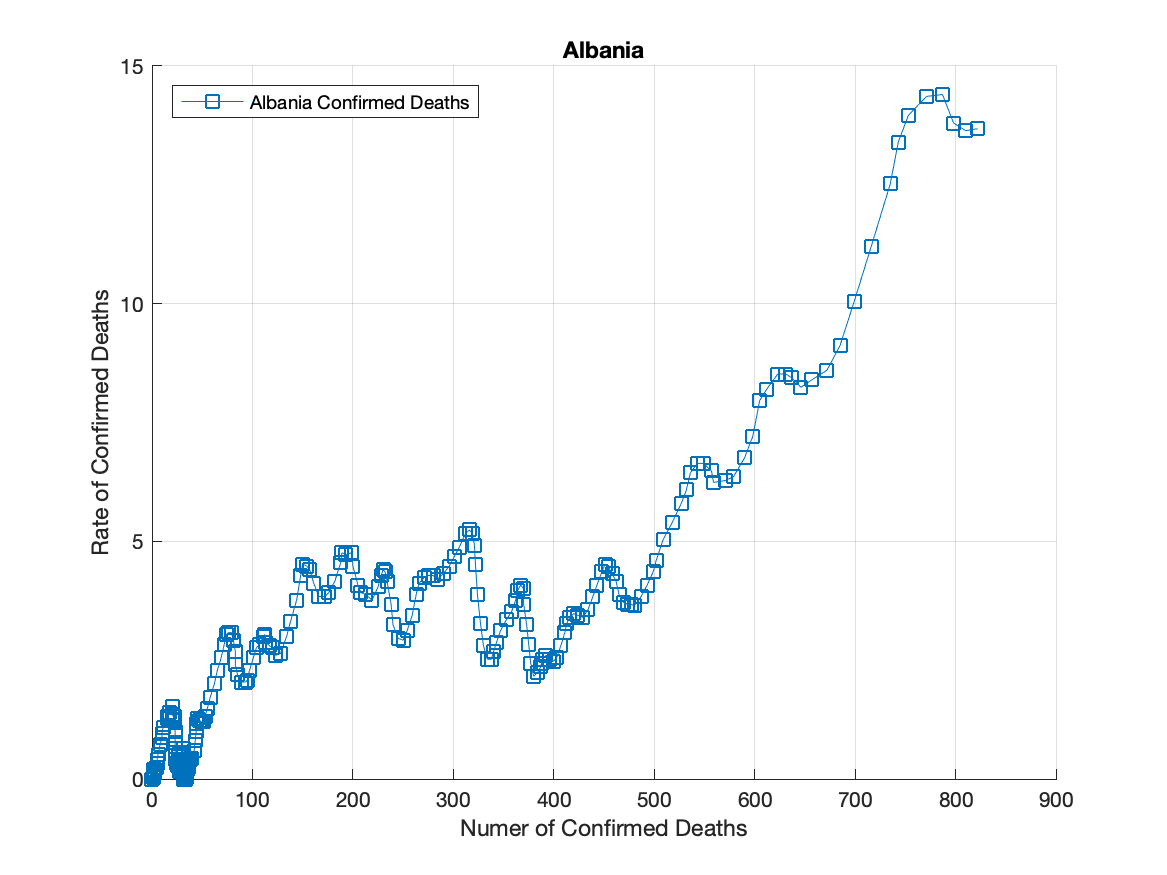 Albania
Albania Confirmed Deaths
15
10
5
0
Rate of Confirmed Deaths
0 100 200 300 400 500 600 700 800 900
Numer of Confirmed Deaths